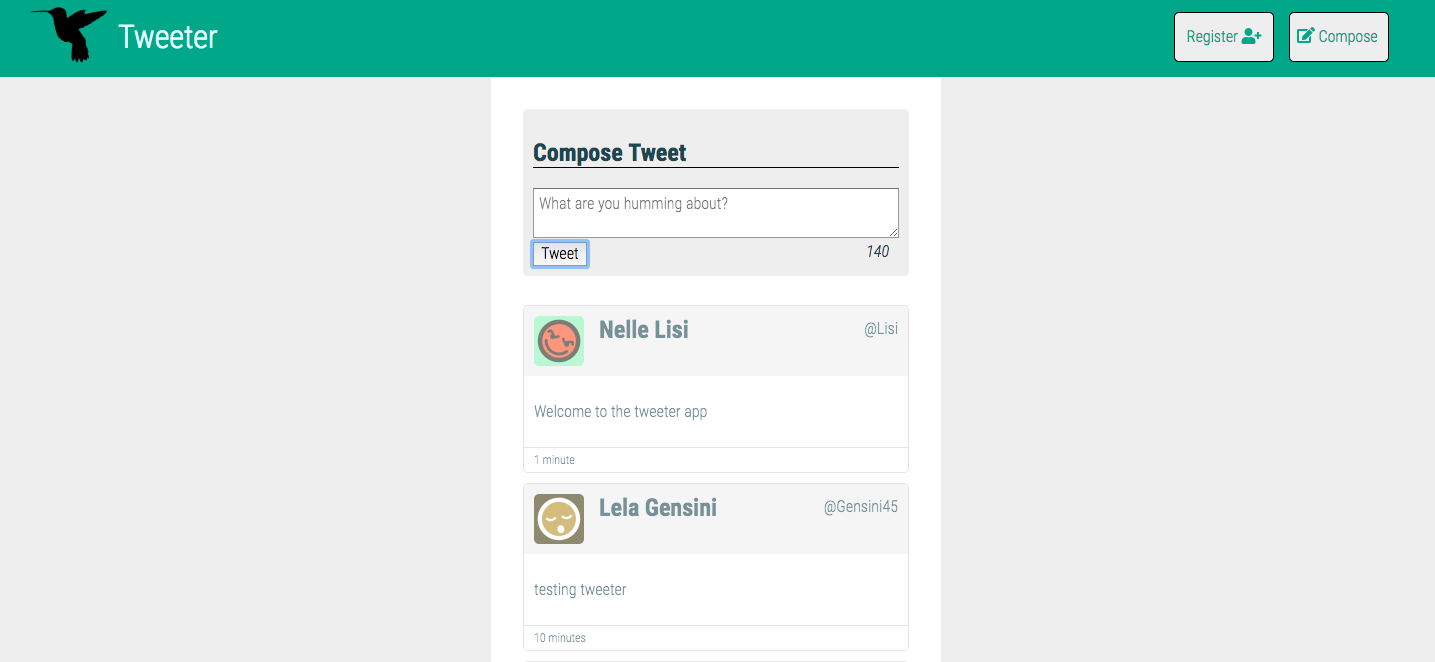 Tweeter
Register
Compose
Compose Tweet
What are you humming about?
Tweet
140
Nelle Lisi
@Lisi
Welcome to the tweeter app
1 minute
Lela Gensini
@Gensini45
testing tweeter
10 minutes